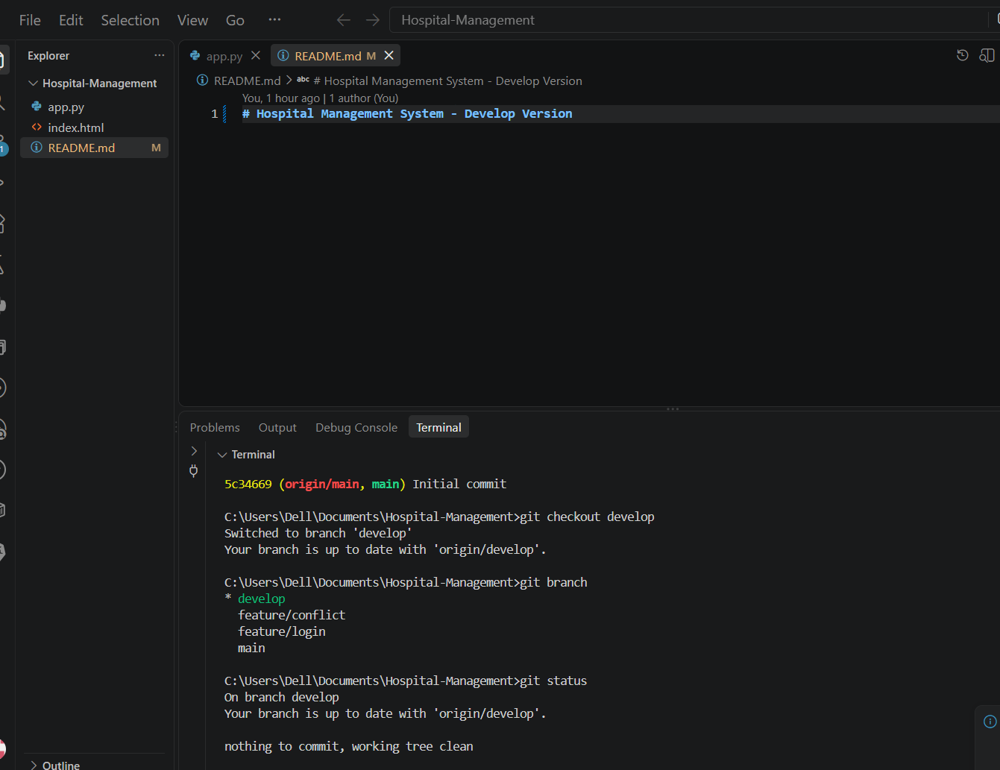 File Edit Selection View Go ··· Hospital-Management
Explorer ···
Hospital-Management
app.py
index.html
README.md M
Outline
app.py README.md M
README.md > abc # Hospital Management System - Develop Version
You, 1 hour ago | 1 author (You)
1 # Hospital Management System - Develop Version
Problems Output Debug Console Terminal
Terminal
5c34669 (origin/main, main) Initial commit
C:\Users\Dell\Documents\Hospital-Management>git checkout develop
Switched to branch 'develop'
Your branch is up to date with 'origin/develop'.
C:\Users\Dell\Documents\Hospital-Management>git branch
* develop
feature/conflict
feature/login
main
C:\Users\Dell\Documents\Hospital-Management>git status
On branch develop
Your branch is up to date with 'origin/develop'.
nothing to commit, working tree clean